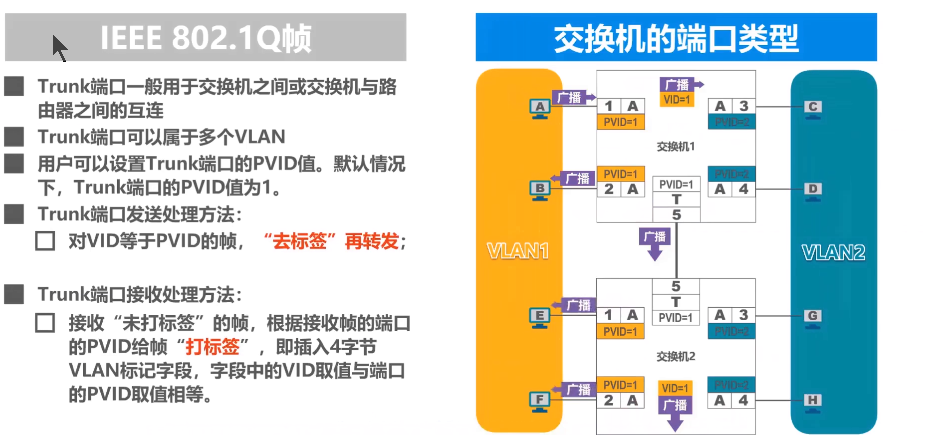 IEEE 802.1Q帧
Trunk端口一般用于交换机之间或交换机与路
由器之间的互连
Trunk端口可以属于多个VLAN
用户可以设置Trunk端口的PVID值。默认情况
下，Trunk端口的PVID值为1。
Trunk端口发送处理方法：
对VID等于PVID的帧，“去标签”再转发；
Trunk端口接收处理方法：
接收“未打标签”的帧，根据接收帧的端口
的PVID给帧“打标签”，即插入4字节
VLAN标记字段，字段中的VID取值与端口
的PVID取值相等。
交换机的端口类型
VLAN1
VLAN2
A
广播
1 A
PVID=1
广播
VID=1
A 3
PVID=2
C
交换机1
B
广播
PVID=1
2 A
PVID=1
T
5
PVID=2
A 4
D
广播
E
广播
1 A
PVID=1
5
T
PVID=1
A 3
PVID=2
G
交换机2
F
广播
PVID=1
2 A
VID=1
广播
PVID=2
A 4
H